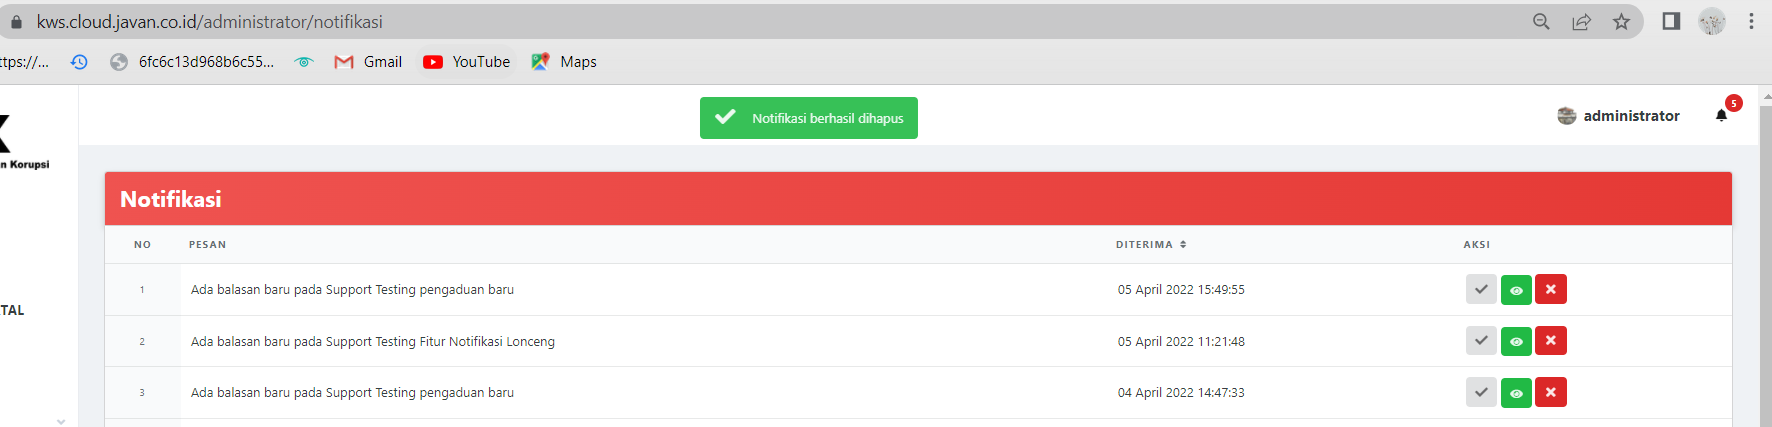 kws.cloud.javan.co.id/administrator/notifikasi
ttps://... 6fc6c13d968b6c55... Gmail YouTube Maps
Notifikasi berhasil dihapus
administrator 5
n Korupsi
Notifikasi
NO PESAN DITERIMA AKSI
1 Ada balasan baru pada Support Testing pengaduan baru 05 April 2022 15:49:55
TAL
2 Ada balasan baru pada Support Testing Fitur Notifikasi Lonceng 05 April 2022 11:21:48
3 Ada balasan baru pada Support Testing pengaduan baru 04 April 2022 14:47:33